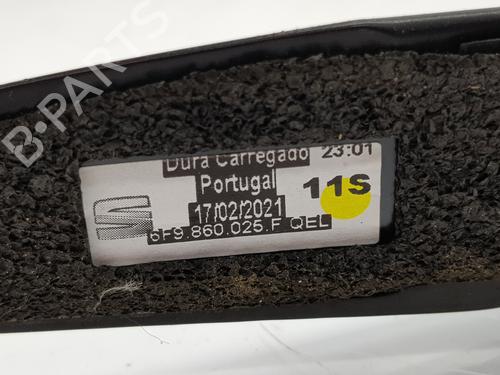 B-PARTS
Dura Carregado 23:01
Portugal 11S
17/02/2021
6F9.860.025.F QEL